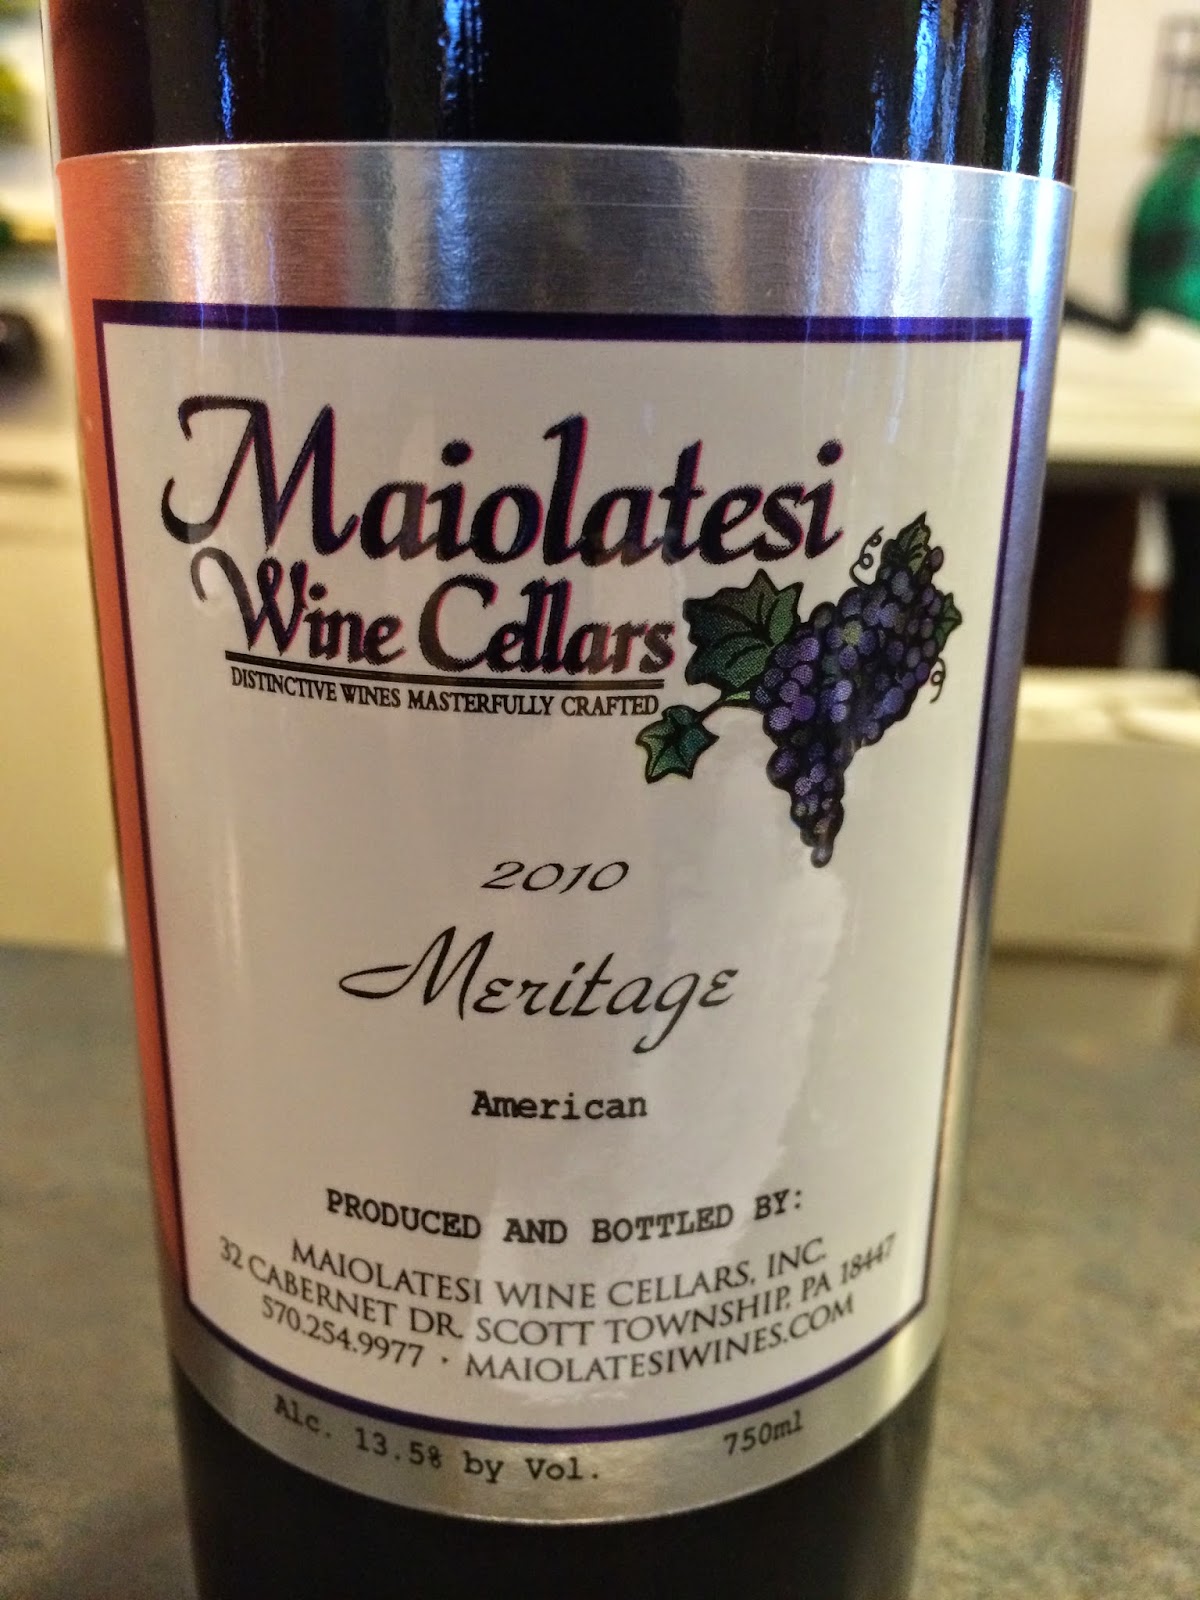 Maiolatesi
Wine Cellars
DISTINCTIVE WINES MASTERFULLY CRAFTED
2010
Meritage
American
PRODUCED AND BOTTLED BY:
MAIOLATESI WINE CELLARS, INC.
32 CABERNET DR. SCOTT TOWNSHIP, PA 18447
570.254.9977 · MAIOLATESIWINES.COM
Alc. 13.5% by Vol. 750ml